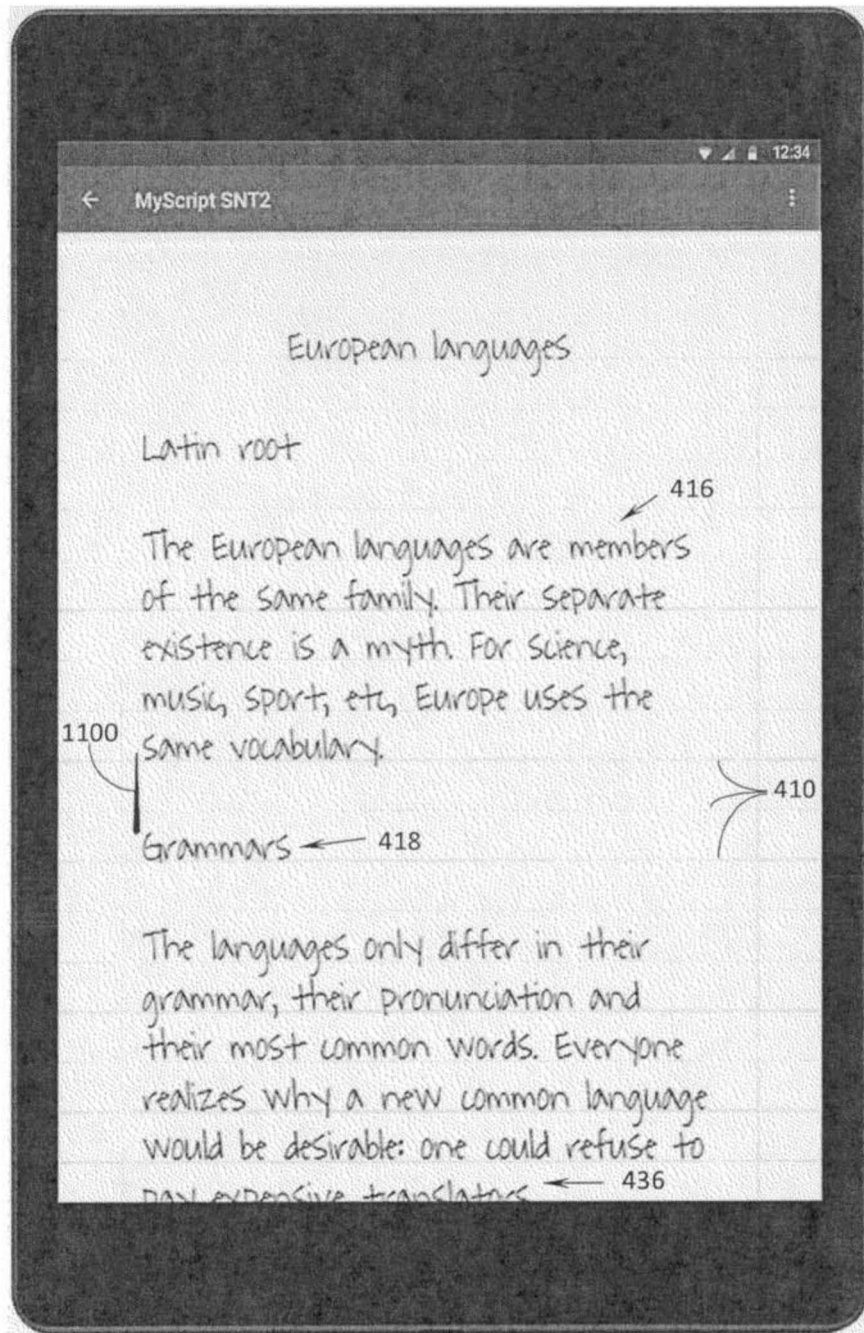 12:34
MyScript SNT2
European languages
Latin root
416
The European languages are members
of the same family. Their separate
existence is a myth. For science,
music, sport, etc, Europe uses the
1100
same vocabulary.
410
Grammars
418
The languages only differ in their
grammar, their pronunciation and
their most common words. Everyone
realizes why a new common language
would be desirable: one could refuse to
436
pay expensive translators